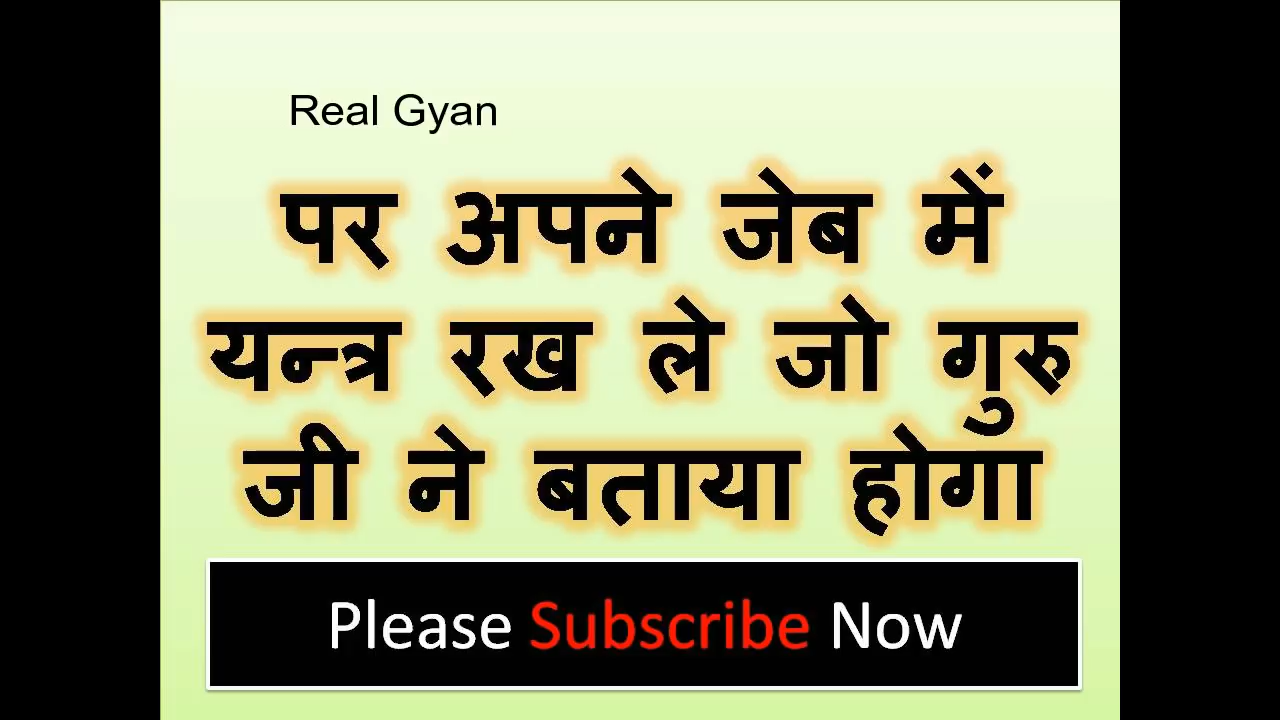 Real Gyan
पर अपने जेब में
यन्त्र रख ले जो गुरु
जी ने बताया होगा
Please Subscribe Now